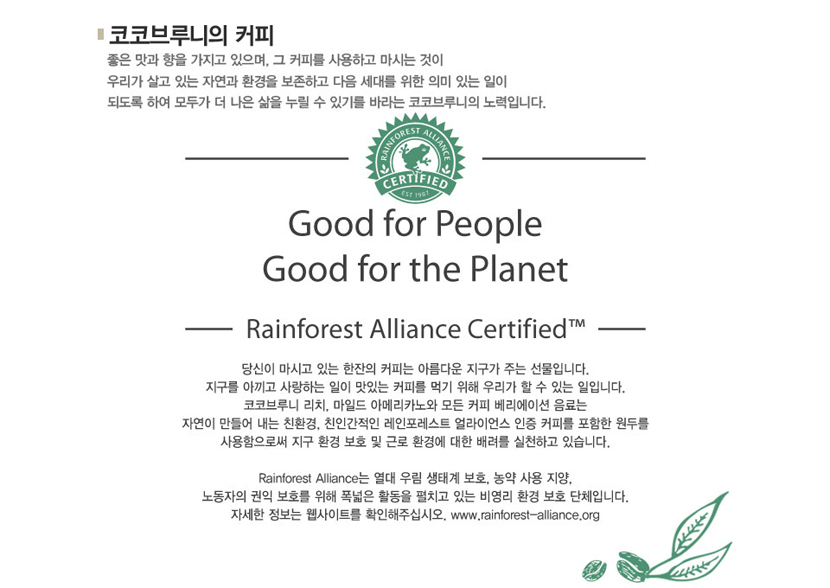 코코브루니의 커피
좋은 맛과 향을 가지고 있으며, 그 커피를 사용하고 마시는 것이
우리가 살고 있는 자연과 환경을 보존하고 다음 세대를 위한 의미 있는 일이
되도록 하여 모두가 더 나은 삶을 누릴 수 있기를 바라는 코코브루니의 노력입니다.
RAINFOREST ALLIANCE
CERTIFIED
EST 1987
Good for People
Good for the Planet
Rainforest Alliance Certified™
당신이 마시고 있는 한잔의 커피는 아름다운 지구가 주는 선물입니다.
지구를 아끼고 사랑하는 일이 맛있는 커피를 먹기 위해 우리가 할 수 있는 일입니다.
코코브루니 리치, 마일드 아메리카노와 모든 커피 베리에이션 음료는
자연이 만들어 내는 친환경, 친인간적인 레인포레스트 얼라이언스 인증 커피를 포함한 원두를
사용함으로써 지구 환경 보호 및 근로 환경에 대한 배려를 실천하고 있습니다.
Rainforest Alliance는 열대 우림 생태계 보호, 농약 사용 지양,
노동자의 권익 보호를 위해 폭넓은 활동을 펼치고 있는 비영리 환경 보호 단체입니다.
자세한 정보는 웹사이트를 확인해주십시오. www.rainforest-alliance.org